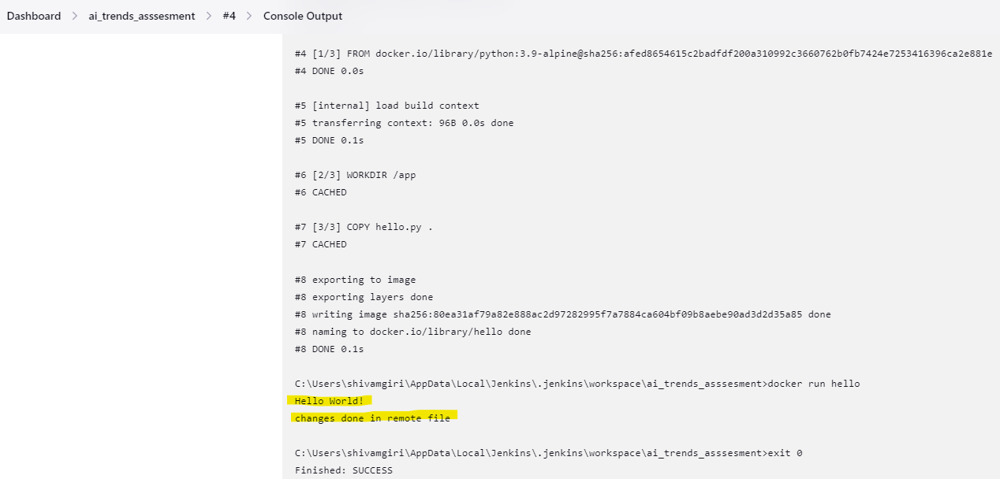 Dashboard > ai_trends_asssesment > #4 > Console Output
#4 [1/3] FROM docker.io/library/python:3.9-alpine@sha256:afed8654615c2badfdf200a310992c3660762b0fb7424e7253416396ca2e881e
#4 DONE 0.0s
#5 [internal] load build context
#5 transferring context: 96B 0.0s done
#5 DONE 0.1s
#6 [2/3] WORKDIR /app
#6 CACHED
#7 [3/3] COPY hello.py .
#7 CACHED
#8 exporting to image
#8 exporting layers done
#8 writing image sha256:80ea31af79a82e888ac2d97282995f7a7884ca604bf09b8aebe90ad3d2d35a85 done
#8 naming to docker.io/library/hello done
#8 DONE 0.1s
C:\Users\shivamgiri\AppData\Local\Jenkins\.jenkins\workspace\ai_trends_asssesment>docker run hello
Hello World!
changes done in remote file
C:\Users\shivamgiri\AppData\Local\Jenkins\.jenkins\workspace\ai_trends_asssesment>exit 0
Finished: SUCCESS